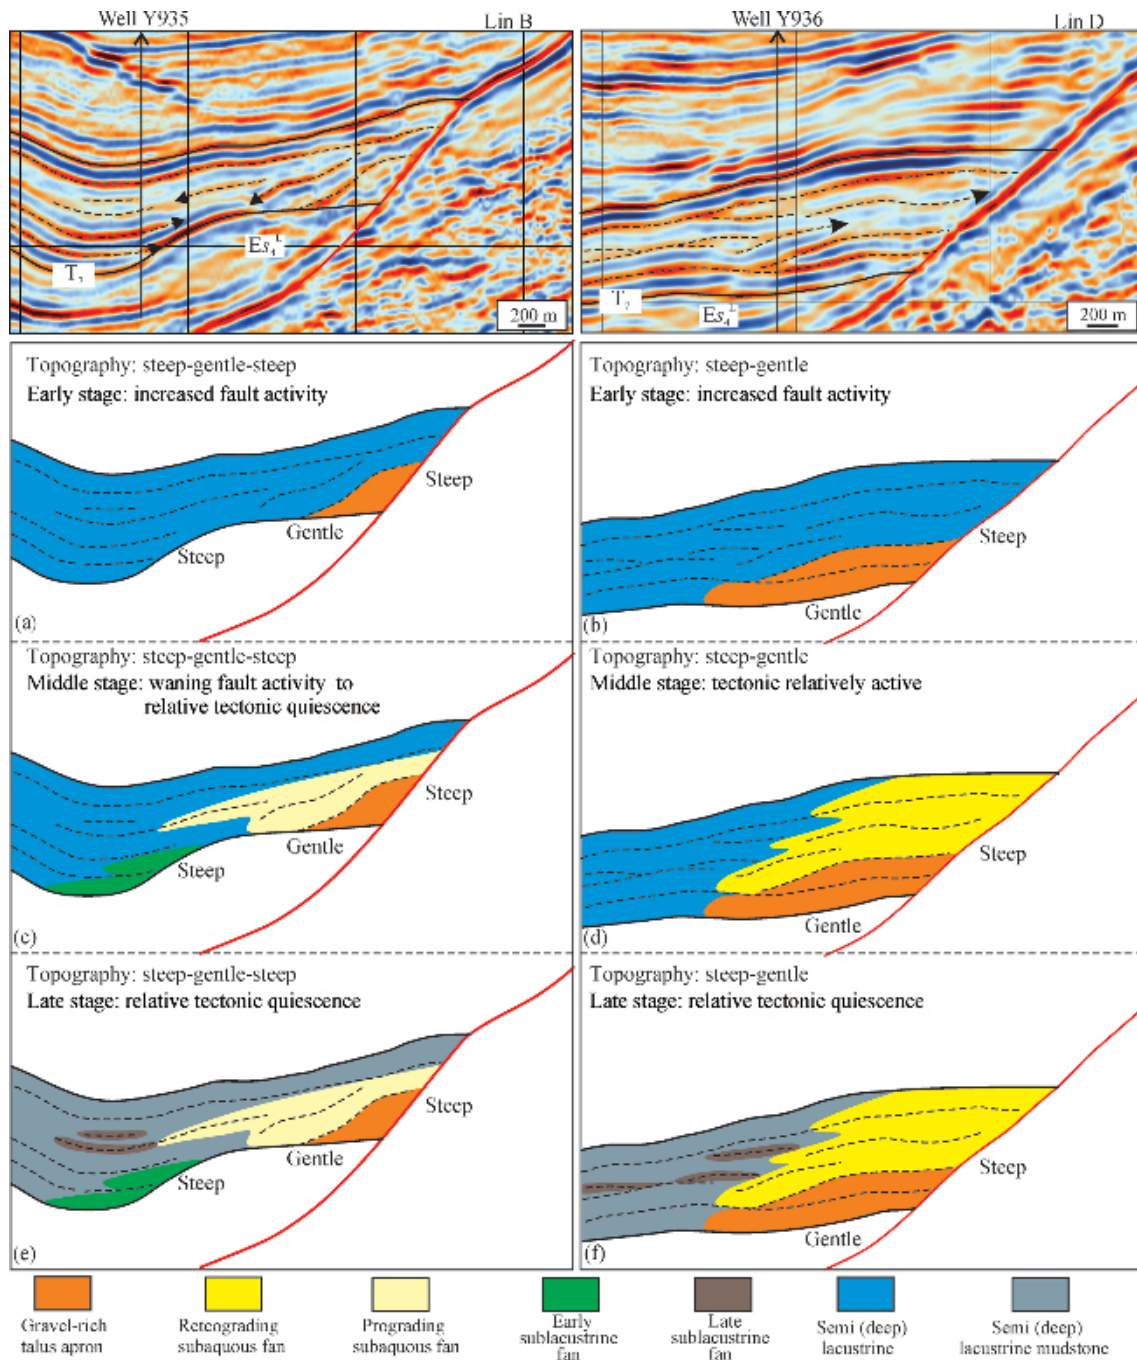 Well Y935
Lin B
Well Y936
Lin D
T7
Es4L
200 m
T7
Es4L
200 m
Topography: steep-gentle-steep
Early stage: increased fault activity
Steep
Gentle
Steep
(a)
Topography: steep-gentle
Early stage: increased fault activity
Steep
Gentle
(b)
Topography: steep-gentle-steep
Middle stage: waning fault activity to
relative tectonic quiescence
Steep
Gentle
Steep
(c)
Topography: steep-gentle
Middle stage: tectonic relatively active
Steep
Gentle
(d)
Topography: steep-gentle-steep
Late stage: relative tectonic quiescence
Steep
Gentle
Steep
(e)
Topography: steep-gentle
Late stage: relative tectonic quiescence
Steep
Gentle
(f)
Gravel-rich
talus apron
Reteograding
subaquous fan
Prograding
subaquous fan
Early
sublacustrine
fan
Late
sublacustrine
fan
Semi (deep)
lacustrine
Semi (deep)
lacustrine mudstone